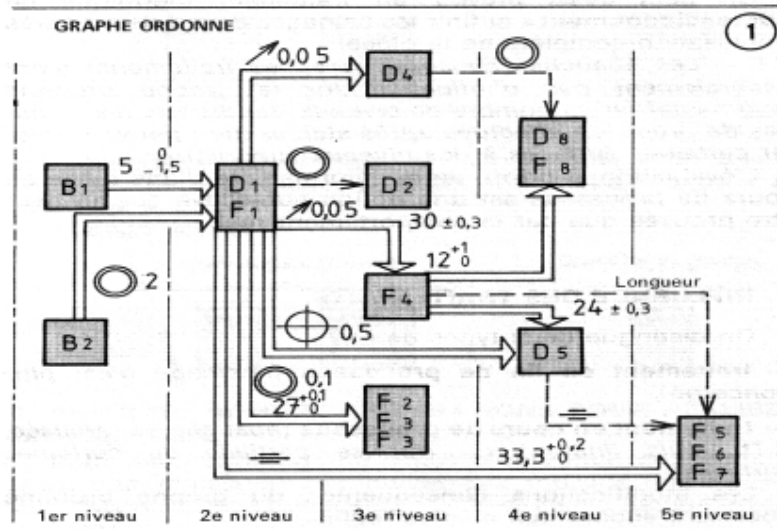 GRAPHE ORDONNE
1
0,05
D4
D8
F8
B1
5 0 -1,5
D1
F1
D2
0,05
30 ± 0,3
2
12 +1 0
F4
Longueur
24 ± 0,3
B2
0,5
D5
0,1
27 +0,1 0
F2
F3
F3
33,3 +0,2 0
F5
F6
F7
1er niveau
2e niveau
3e niveau
4e niveau
5e niveau